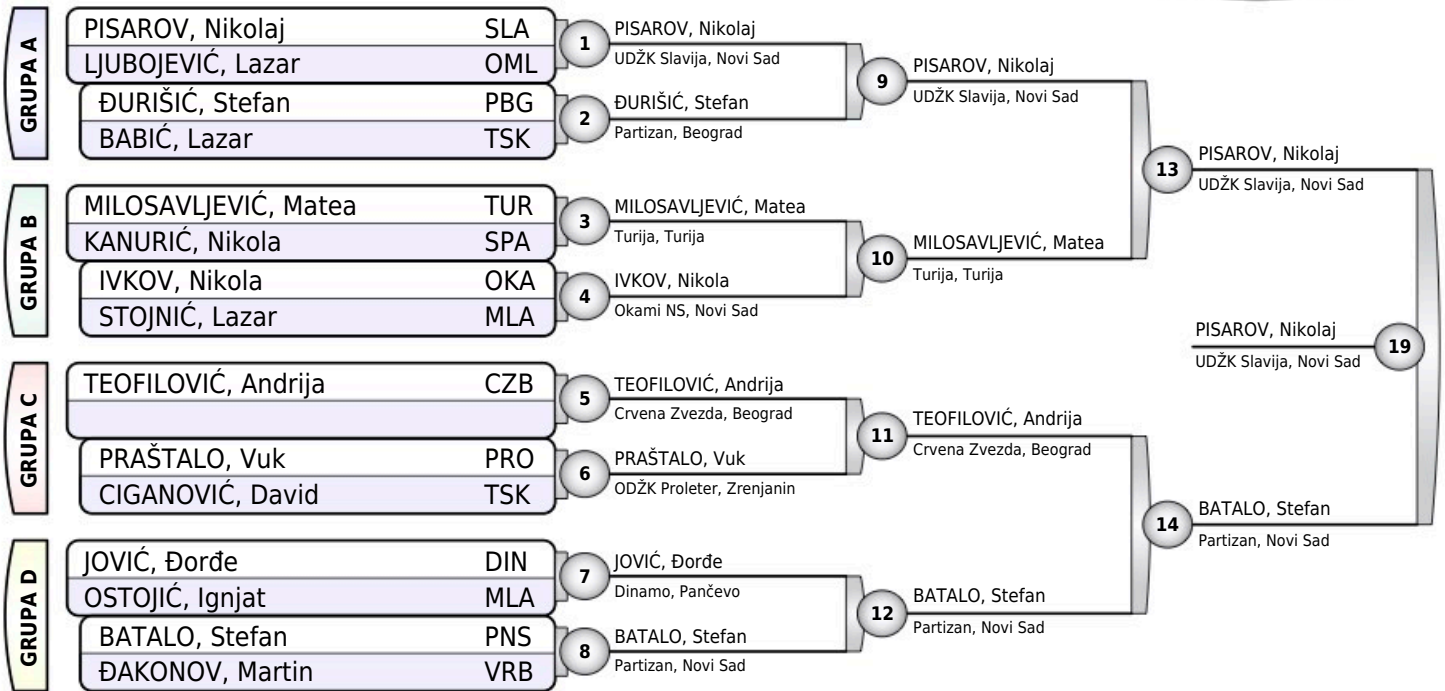 GRUPA A
PISAROV, Nikolaj SLA
LJUBOJEVIĆ, Lazar OML
ĐURIŠIĆ, Stefan PBG
BABIĆ, Lazar TSK
GRUPA B
MILOSAVLJEVIĆ, Matea TUR
KANURIĆ, Nikola SPA
IVKOV, Nikola OKA
STOJNIĆ, Lazar MLA
GRUPA C
TEOFILOVIĆ, Andrija CZB
PRAŠTALO, Vuk PRO
CIGANOVIĆ, David TSK
GRUPA D
JOVIĆ, Đorđe DIN
OSTOJIĆ, Ignjat MLA
BATALO, Stefan PNS
ĐAKONOV, Martin VRB
1 PISAROV, Nikolaj
UDŽK Slavija, Novi Sad
2 ĐURIŠIĆ, Stefan
Partizan, Beograd
3 MILOSAVLJEVIĆ, Matea
Turija, Turija
4 IVKOV, Nikola
Okami NS, Novi Sad
5 TEOFILOVIĆ, Andrija
Crvena Zvezda, Beograd
6 PRAŠTALO, Vuk
ODŽK Proleter, Zrenjanin
7 JOVIĆ, Đorđe
Dinamo, Pančevo
8 BATALO, Stefan
Partizan, Novi Sad
9 PISAROV, Nikolaj
UDŽK Slavija, Novi Sad
10 MILOSAVLJEVIĆ, Matea
Turija, Turija
11 TEOFILOVIĆ, Andrija
Crvena Zvezda, Beograd
12 BATALO, Stefan
Partizan, Novi Sad
13 PISAROV, Nikolaj
UDŽK Slavija, Novi Sad
14 BATALO, Stefan
Partizan, Novi Sad
PISAROV, Nikolaj
UDŽK Slavija, Novi Sad
19